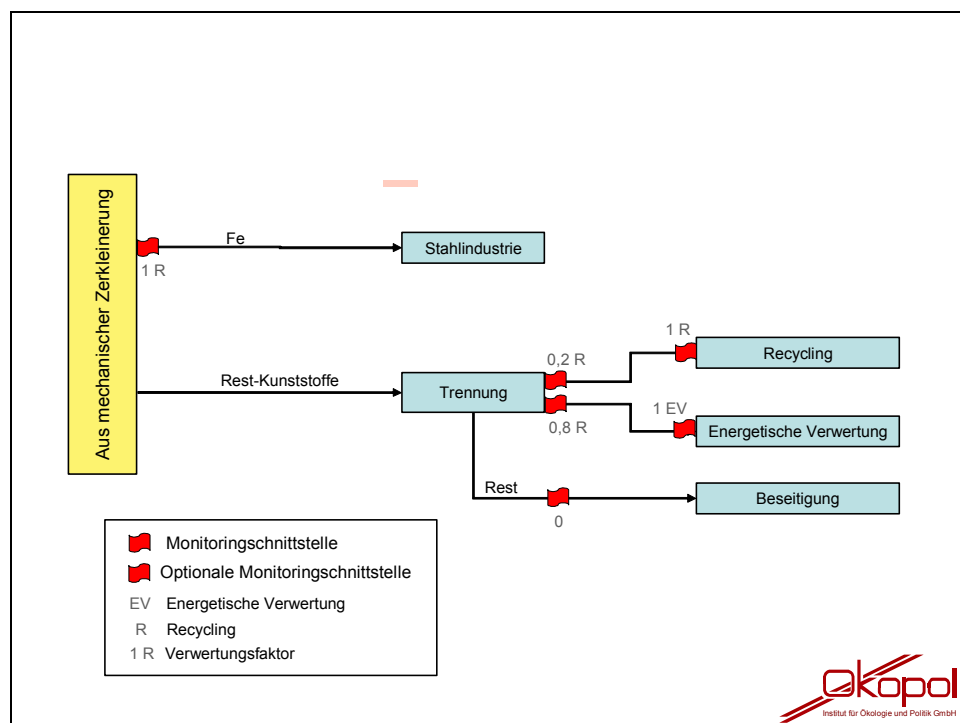 Aus mechanischer Zerkleinerung
Fe
1 R
Stahlindustrie
Rest-Kunststoffe
Trennung
0,2 R
0,8 R
1 R
Recycling
1 EV
Energetische Verwertung
Rest
0
Beseitigung
Monitoringschnittstelle
Optionale Monitoringschnittstelle
EV Energetische Verwertung
R Recycling
1 R Verwertungsfaktor
Ökopol
Institut für Ökologie und Politik GmbH